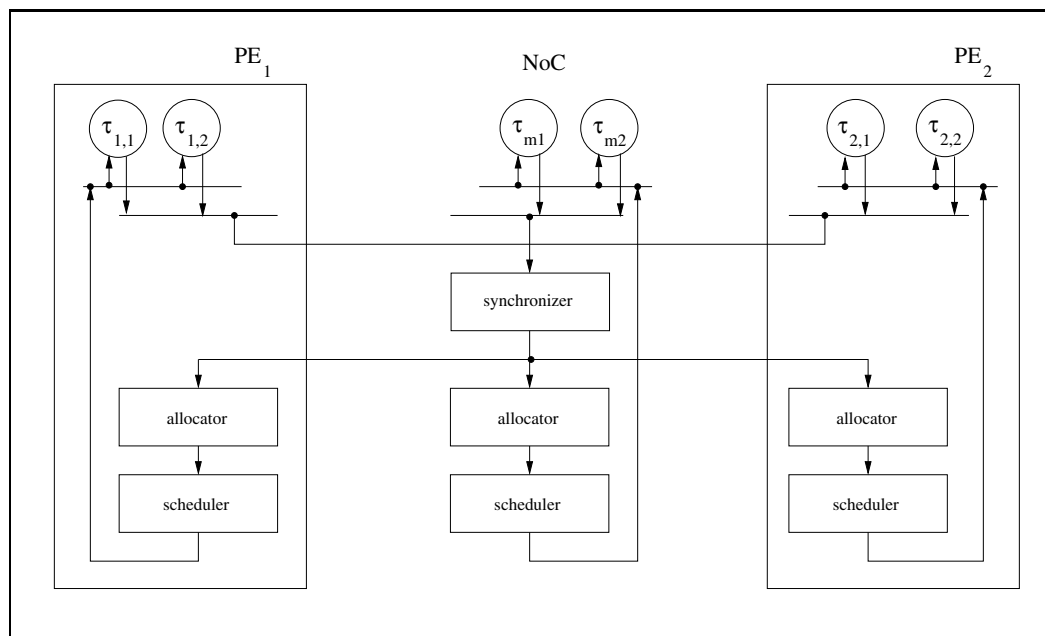 PE1 NoC PE2
τ1,1 τ1,2 τm1 τm2 τ2,1 τ2,2
synchronizer
allocator allocator allocator
scheduler scheduler scheduler